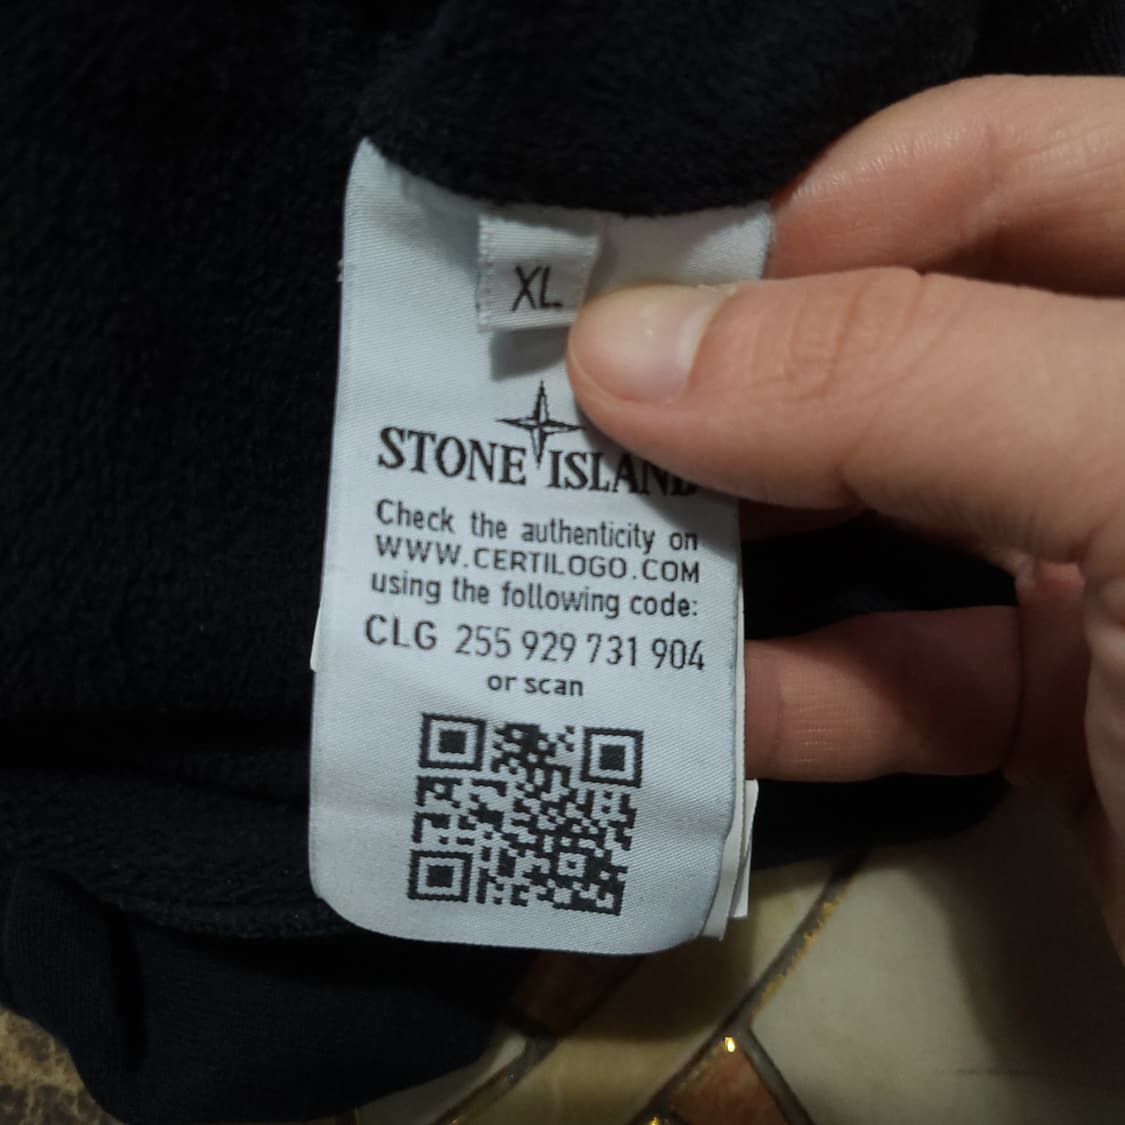 XL
STONE ISLAND
Check the authenticity on
WWW.CERTILOGO.COM
using the following code:
CLG 255 929 731 904
or scan